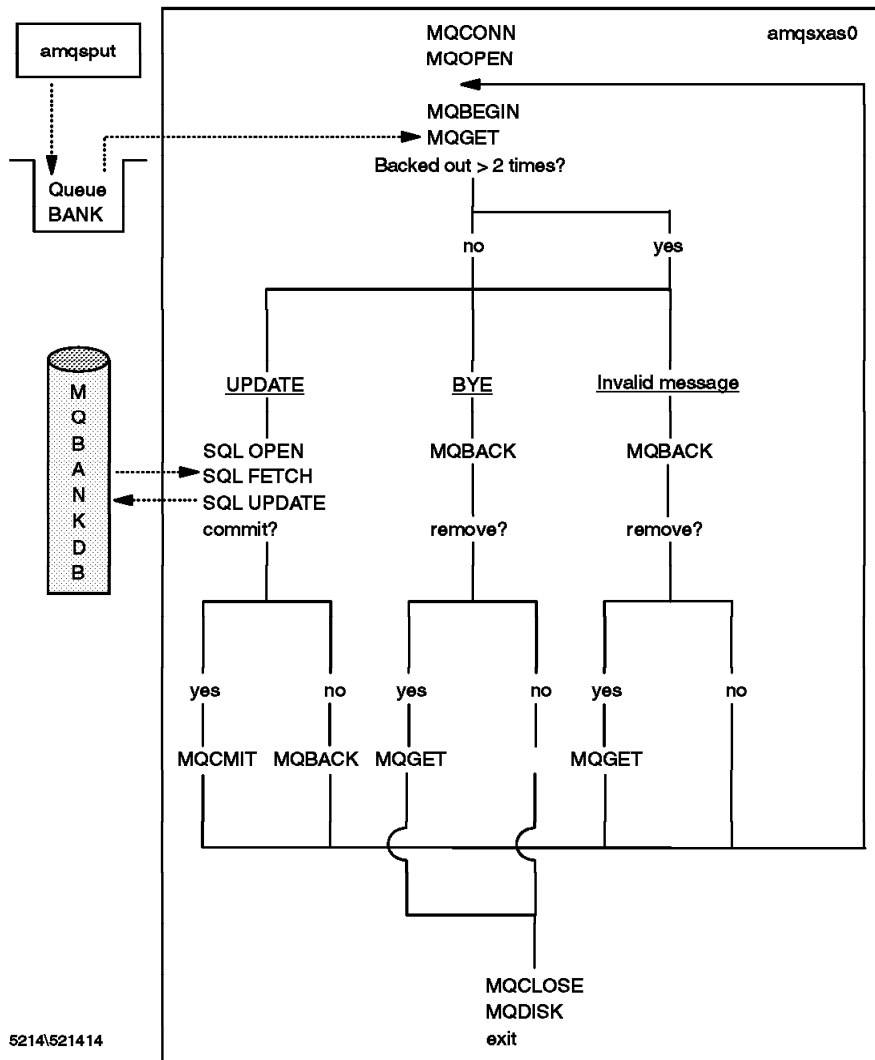 amqsput
MQCONN
MQOPEN
amqsxas0
MQBEGIN
MQGET
Backed out > 2 times?
Queue
BANK
no
yes
M
Q
B
A
N
K
D
B
UPDATE
BYE
Invalid message
SQL OPEN
SQL FETCH
SQL UPDATE
commit?
MQBACK
MQBACK
remove?
remove?
yes
no
yes
no
yes
no
MQCMIT
MQBACK
MQGET
MQGET
MQCLOSE
MQDISK
exit
5214\521414